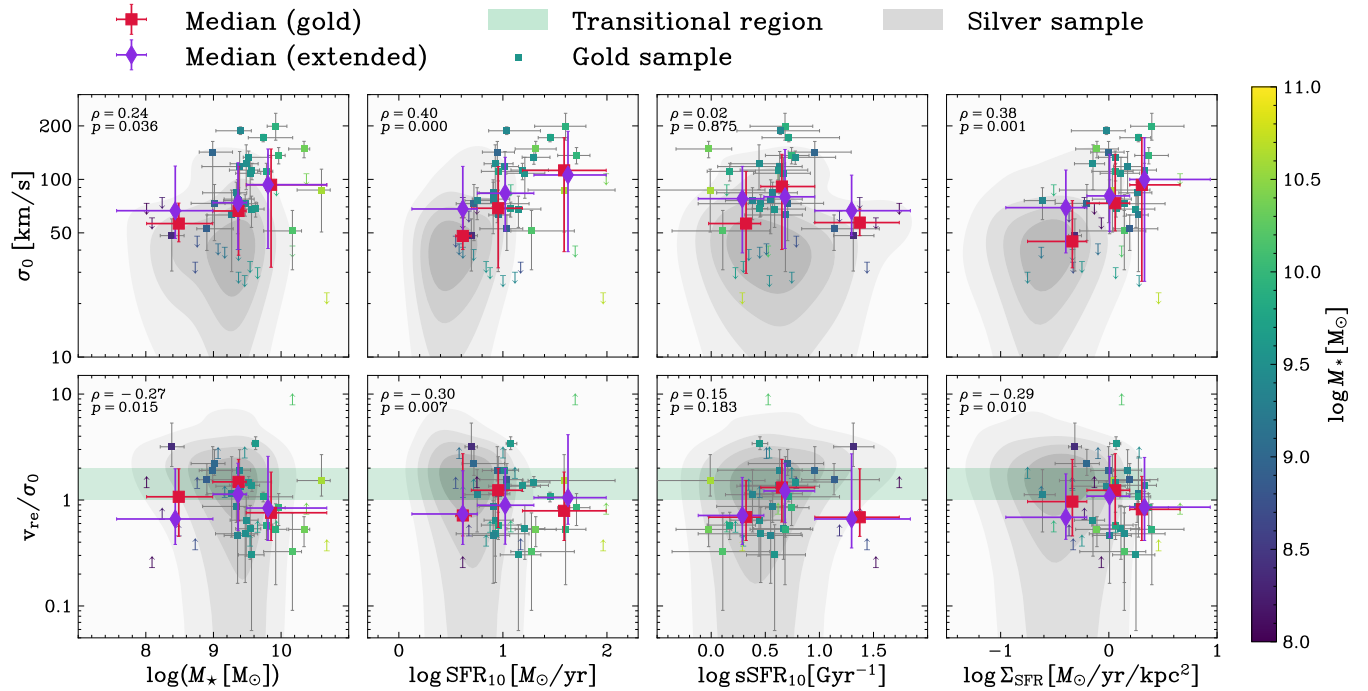 Median (gold)
Transitional region
Silver sample
Median (extended)
Gold sample
ρ = 0.24
p = 0.036
ρ = 0.40
p = 0.000
ρ = 0.02
p = 0.875
ρ = 0.38
p = 0.001
200
100
50
10
σ₀ [km/s]
ρ = −0.27
p = 0.015
ρ = −0.30
p = 0.007
ρ = 0.15
p = 0.183
ρ = −0.29
p = 0.010
10
1
0.1
v_re/σ₀
8 9 10
0 1 2
0.0 0.5 1.0 1.5
−1 0 1
log(M⋆ [M⊙])
log SFR₁₀ [M⊙/yr]
log sSFR₁₀[Gyr⁻¹]
log Σ_SFR [M⊙/yr/kpc²]
11.0
10.5
10.0
9.5
9.0
8.5
8.0
log M* [M⊙]